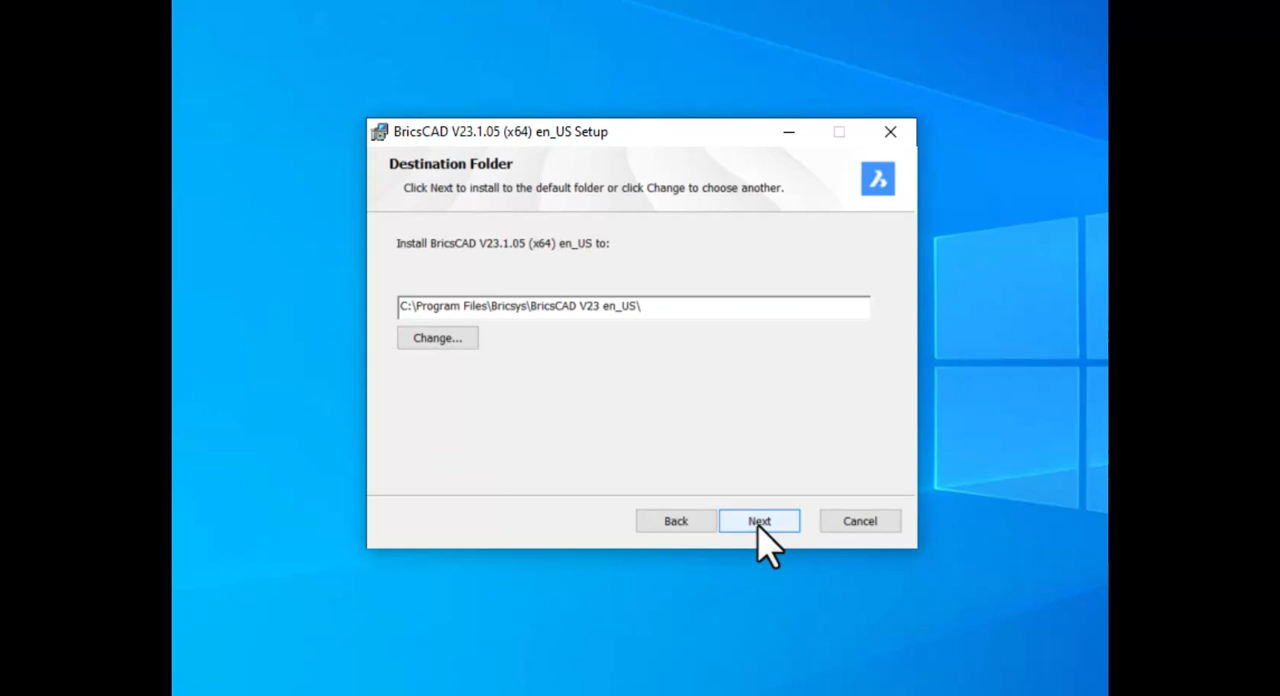 BricsCAD V23.1.05 (x64) en_US Setup
Destination Folder
Click Next to install to the default folder or click Change to choose another.
Install BricsCAD V23.1.05 (x64) en_US to:
C:\Program Files\Bricsys\BricsCAD V23 en_US\
Change...
Back Next Cancel